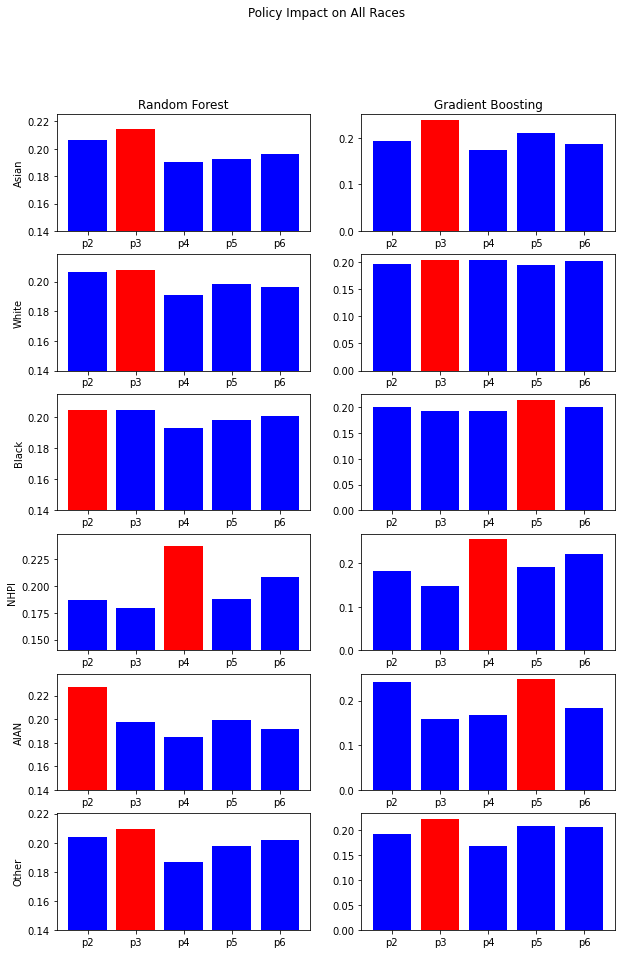 Policy Impact on All Races
Random Forest
Gradient Boosting
0.22
0.20
0.18
0.16
0.14
Asian
p2 p3 p4 p5 p6
0.2
0.1
0.0
p2 p3 p4 p5 p6
0.20
0.18
0.16
0.14
White
p2 p3 p4 p5 p6
0.20
0.15
0.10
0.05
0.00
p2 p3 p4 p5 p6
0.20
0.18
0.16
0.14
Black
p2 p3 p4 p5 p6
0.20
0.15
0.10
0.05
0.00
p2 p3 p4 p5 p6
0.225
0.200
0.175
0.150
NHPI
p2 p3 p4 p5 p6
0.2
0.1
0.0
p2 p3 p4 p5 p6
0.22
0.20
0.18
0.16
0.14
AIAN
p2 p3 p4 p5 p6
0.2
0.1
0.0
p2 p3 p4 p5 p6
0.22
0.20
0.18
0.16
0.14
Other
p2 p3 p4 p5 p6
0.20
0.15
0.10
0.05
0.00
p2 p3 p4 p5 p6